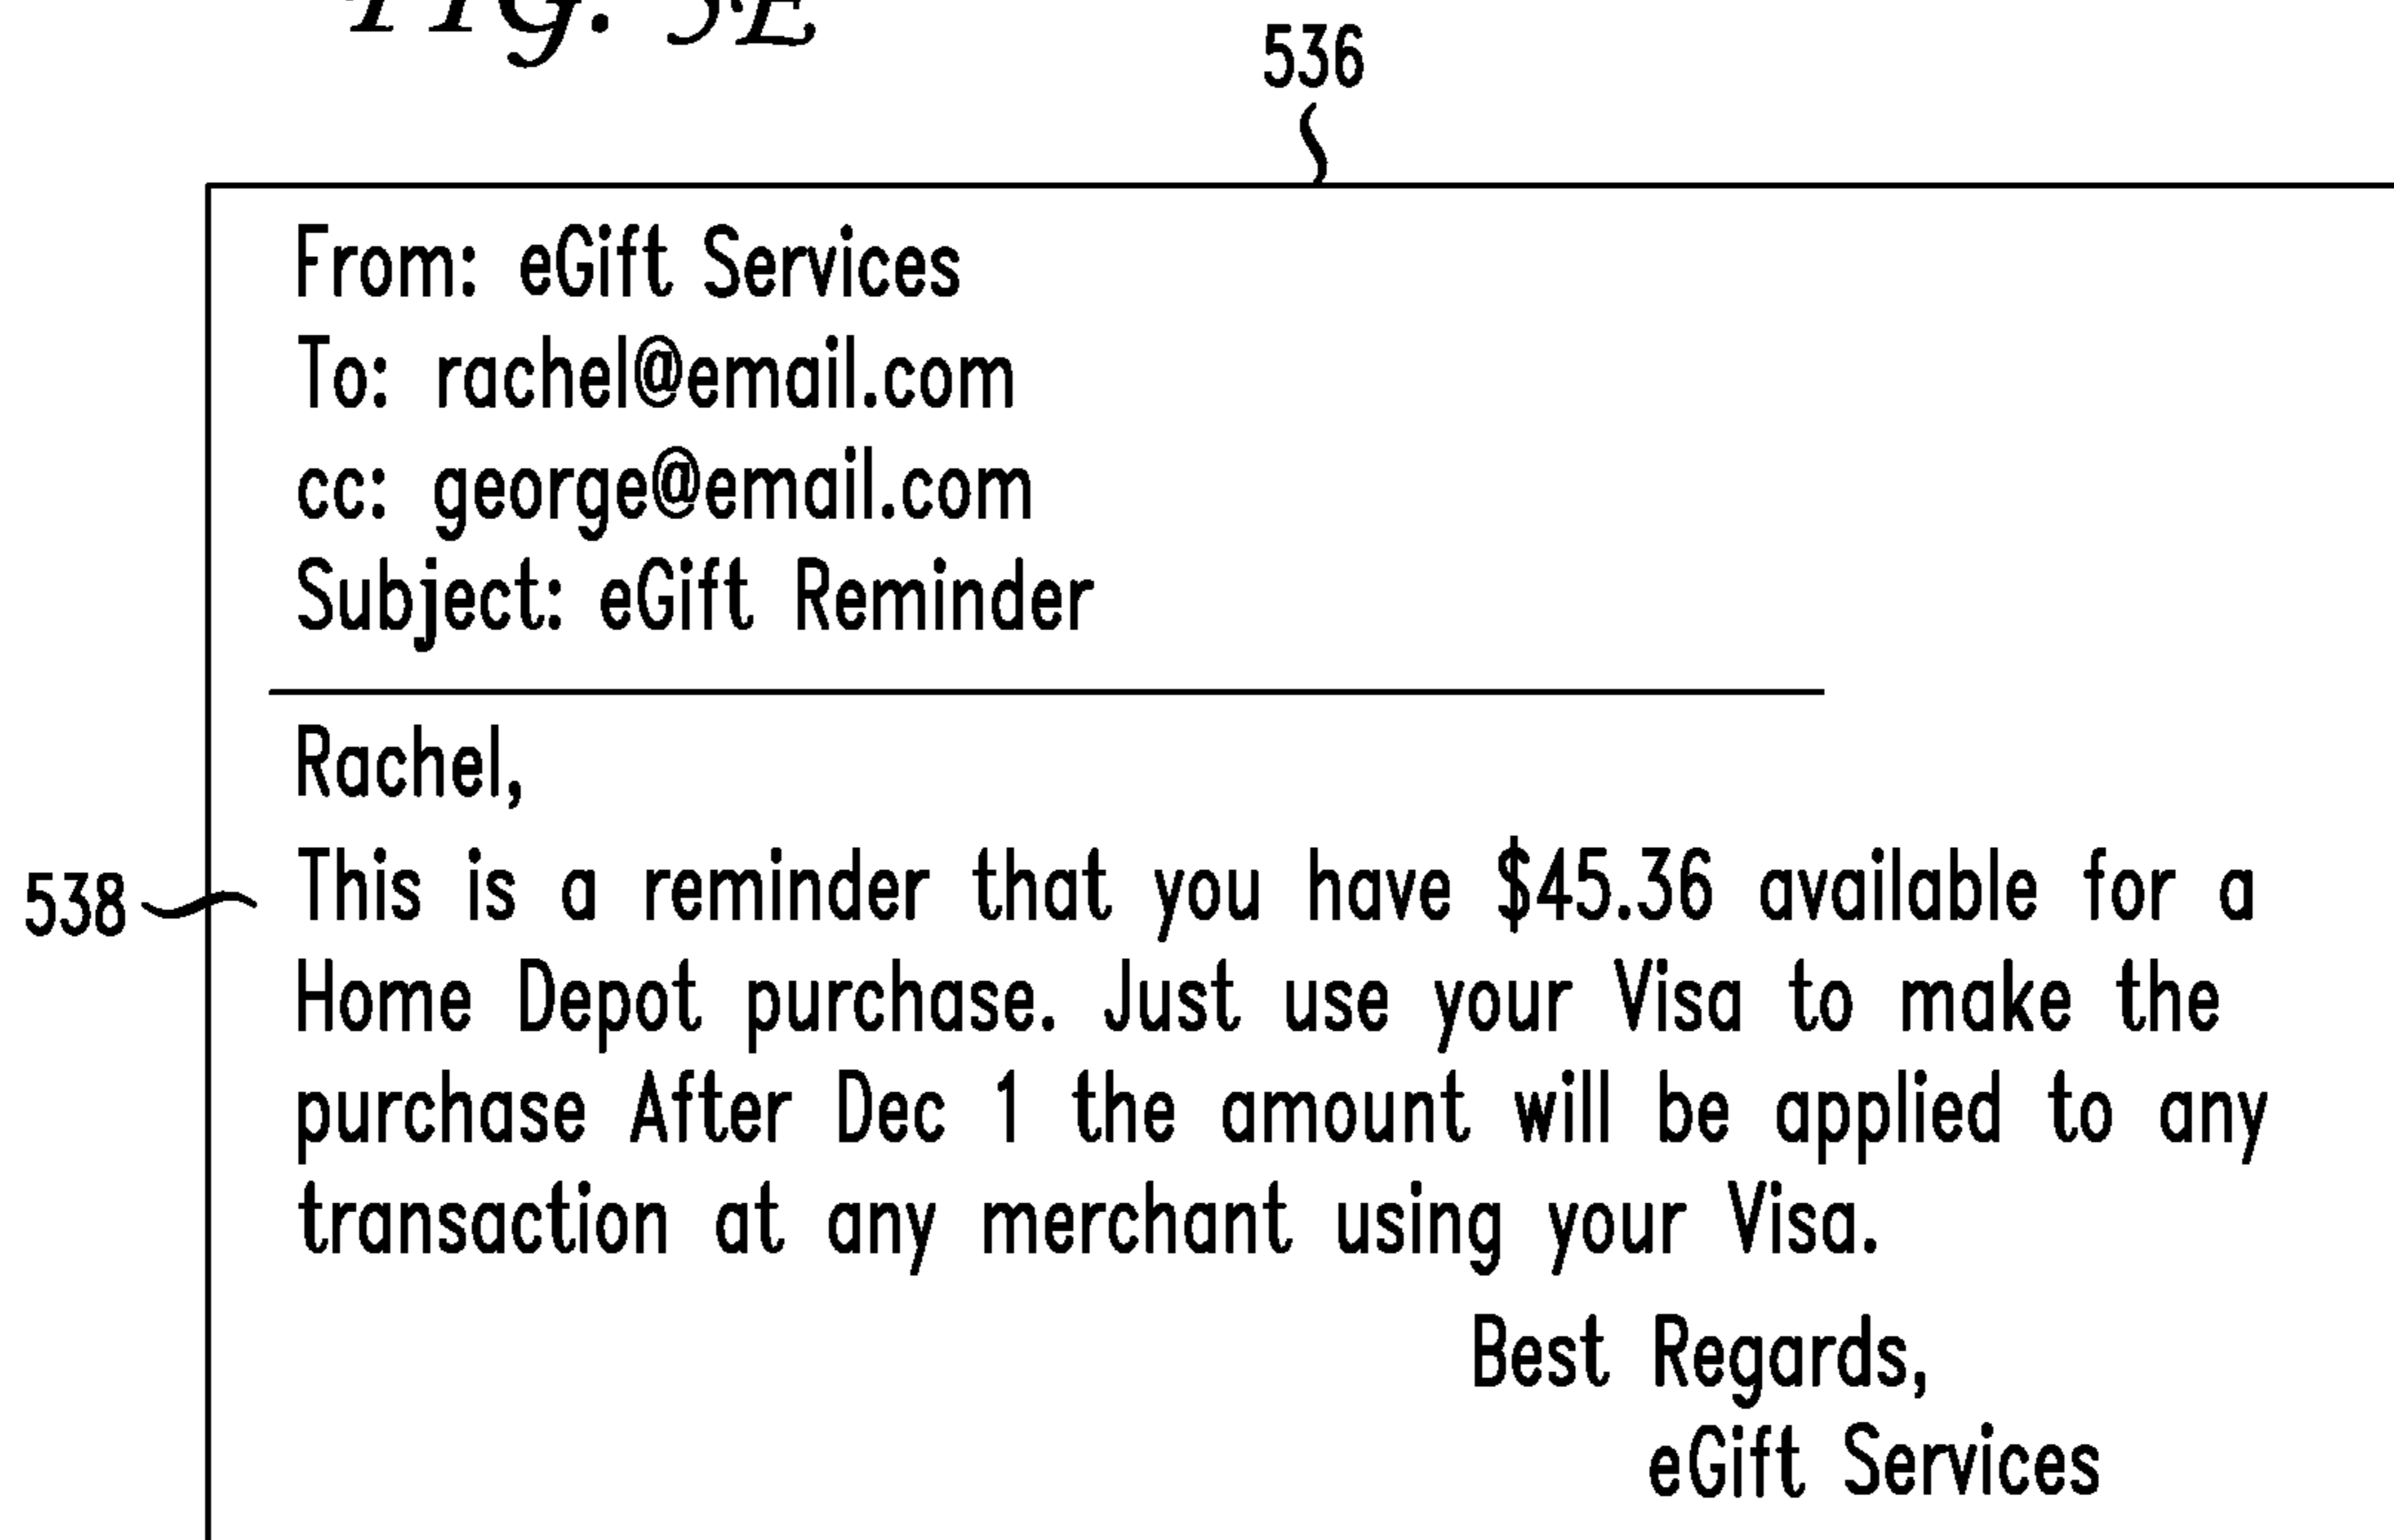 FIG. 5E
536
From: eGift Services
To: rachel@email.com
cc: george@email.com
Subject: eGift Reminder
Rachel,
538
This is a reminder that you have $45.36 available for a
Home Depot purchase. Just use your Visa to make the
purchase After Dec 1 the amount will be applied to any
transaction at any merchant using your Visa.
Best Regards,
eGift Services